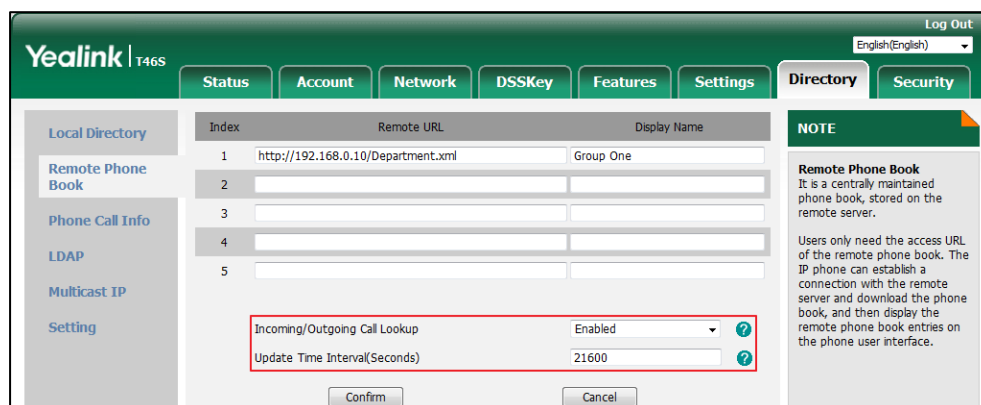 Log Out
Yealink T46S
English(English)
Status Account Network DSSKey Features Settings Directory Security
Local Directory
Remote Phone
Book
Phone Call Info
LDAP
Multicast IP
Setting
Index Remote URL Display Name
1 http://192.168.0.10/Department.xml Group One
2
3
4
5
Incoming/Outgoing Call Lookup Enabled ?
Update Time Interval(Seconds) 21600 ?
Confirm Cancel
NOTE
Remote Phone Book
It is a centrally maintained
phone book, stored on the
remote server.
Users only need the access URL
of the remote phone book. The
IP phone can establish a
connection with the remote
server and download the phone
book, and then display the
remote phone book entries on
the phone user interface.